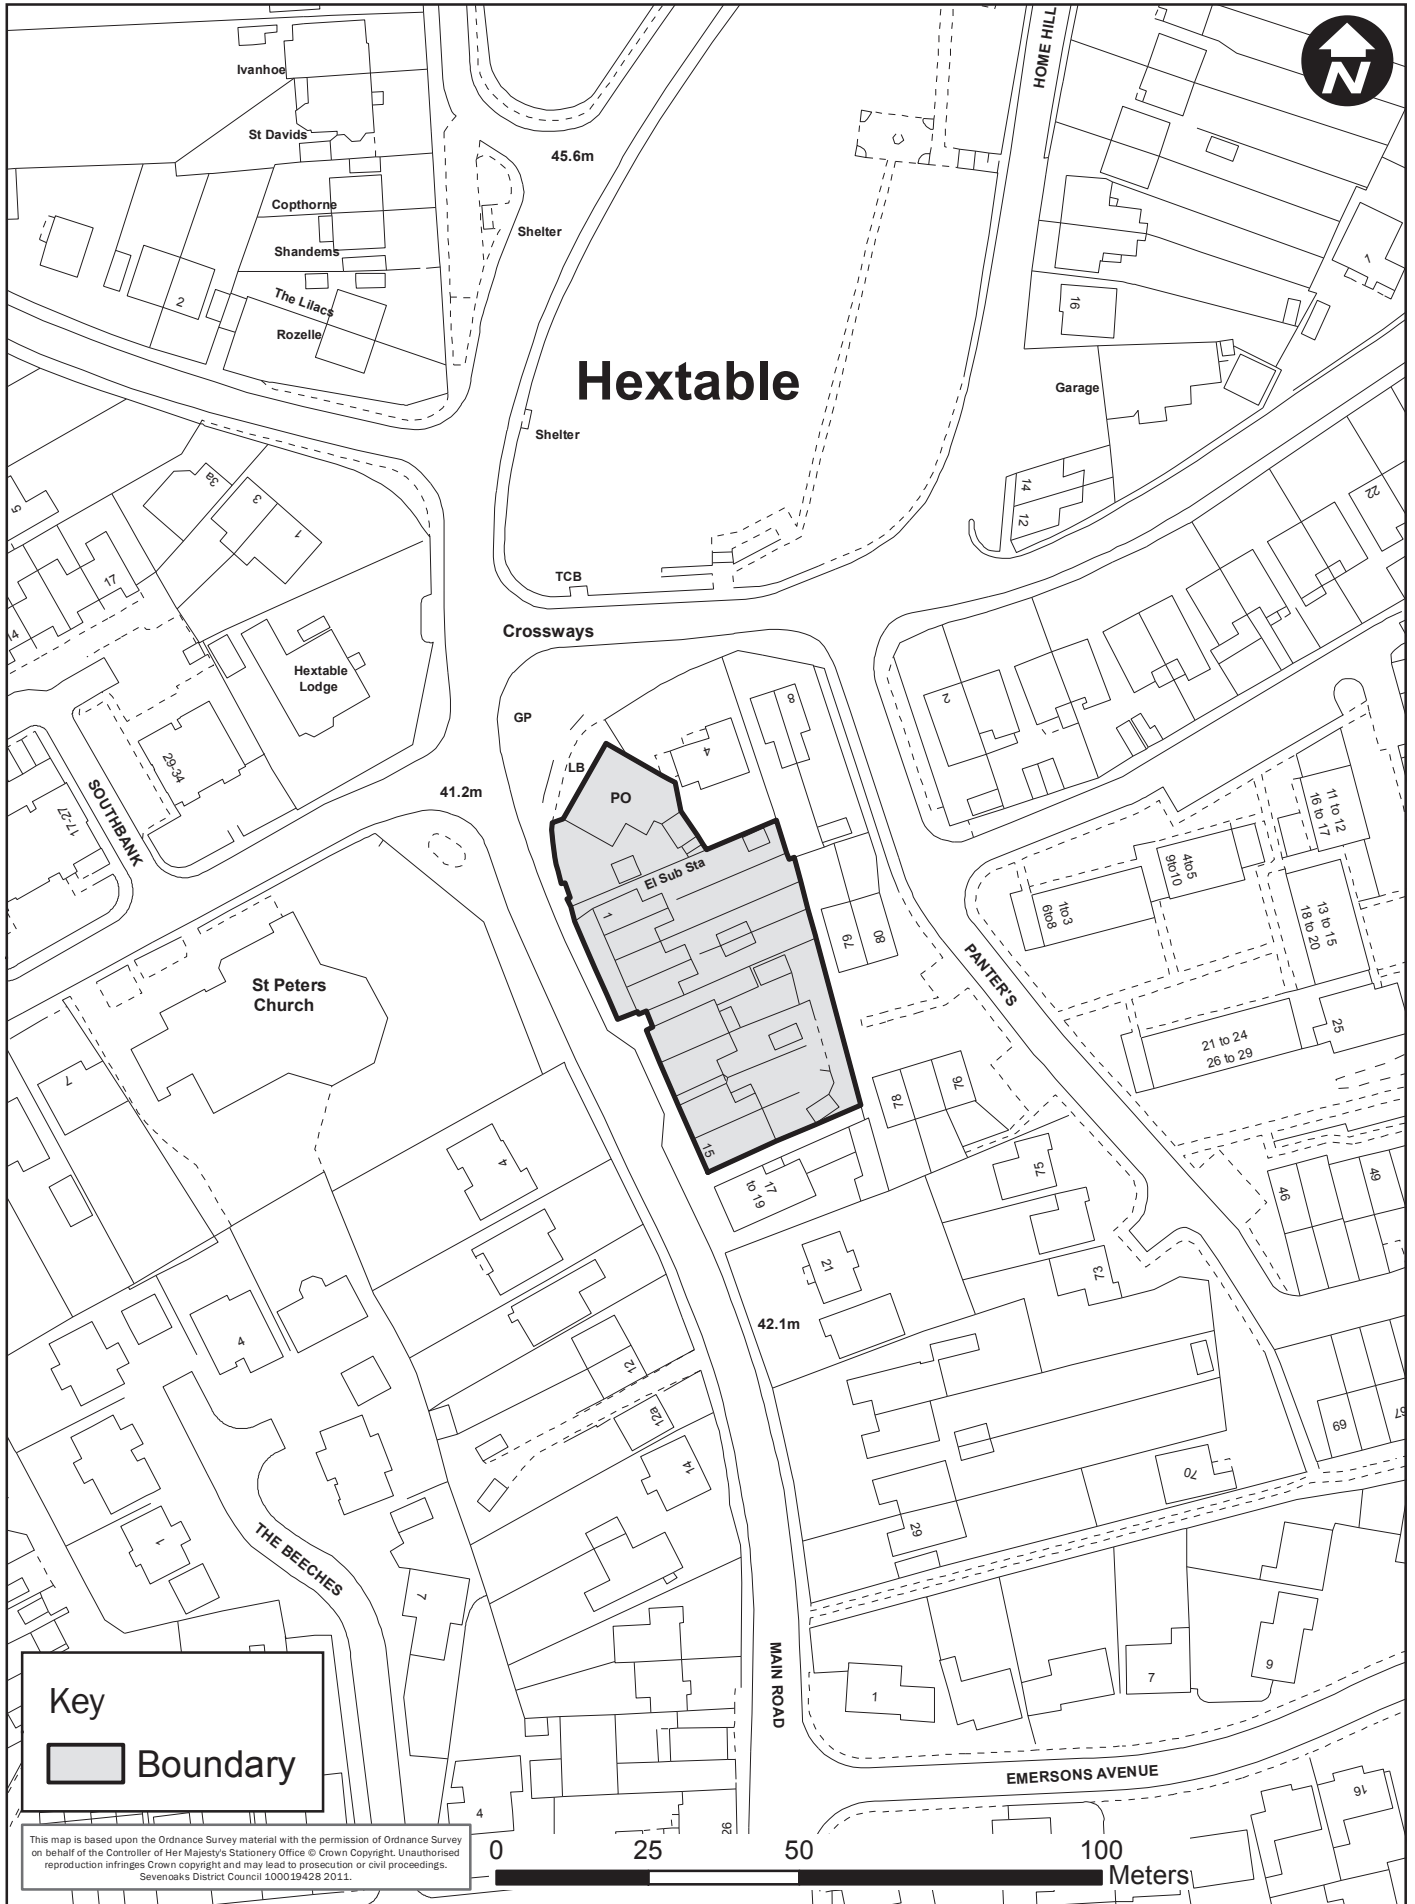 HOME HILL
N
Ivanhoe
St Davids
45.6m
Copthorne
Shelter
Shandems
1
2
The Lilacs
16
Rozelle
Hextable
Garage
Shelter
3a
14
22
5
3
12
1
17
TCB
14
Crossways
Hextable
Lodge
2
8
GP
4
29-34
LB
PO
41.2m
11 to 12
16 to 17
17-27
SOUTHBANK
4to5
9to10
El Sub Sta
1to3
6to8
1
13 to 15
18 to 20
79
80
PANTER'S
St Peters
Church
25
21 to 24
26 to 29
7
76
78
15
4
75
17
to 19
46
49
21
73
42.1m
4
12
12a
69
67
14
70
29
1
THE BEECHES
7
MAIN ROAD
9
7
1
Key
Boundary
EMERSONS AVENUE
16
4
26
This map is based upon the Ordnance Survey material with the permission of Ordnance Survey
on behalf of the Controller of Her Majesty's Stationery Office © Crown Copyright. Unauthorised
reproduction infringes Crown copyright and may lead to prosecution or civil proceedings.
Sevenoaks District Council 100019428 2011.
0 25 50 100
Meters